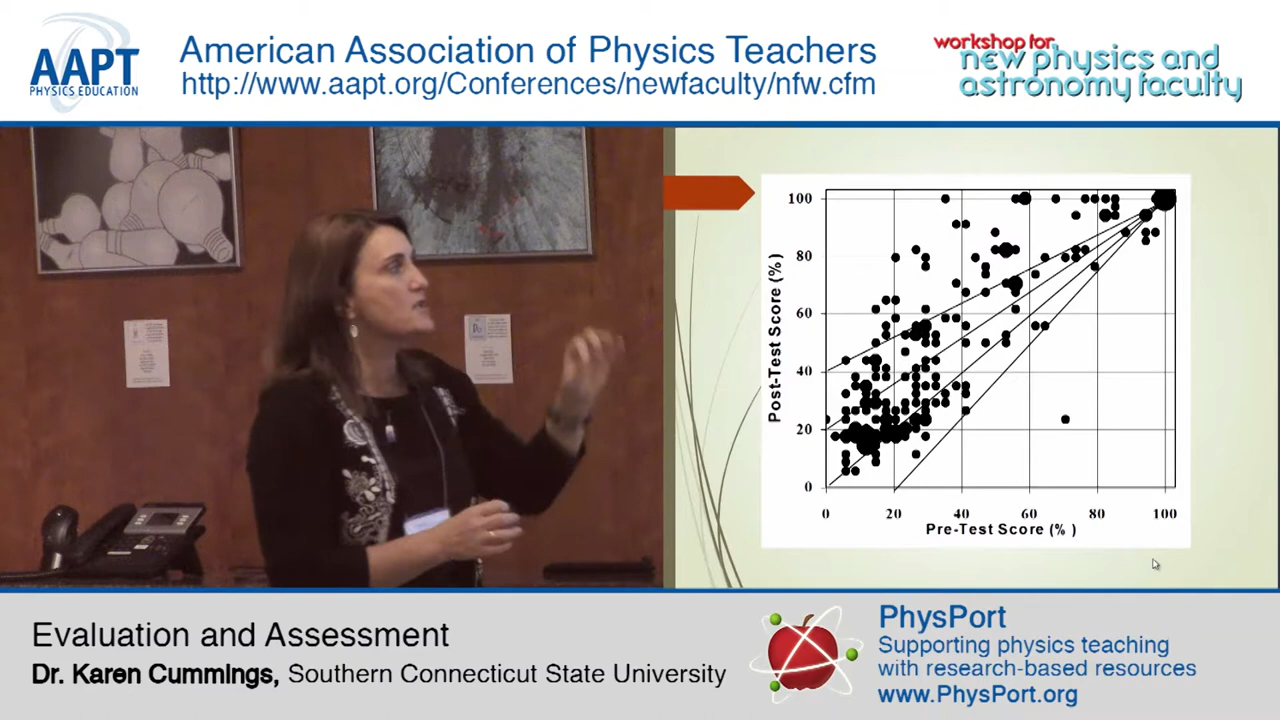 AAPT
PHYSICS EDUCATION
American Association of Physics Teachers
http://www.aapt.org/Conferences/newfaculty/nfw.cfm
workshop for
new physics and
astronomy faculty
100
80
60
40
20
0
Post-Test Score (%)
0 20 40 60 80 100
Pre-Test Score (% )
Evaluation and Assessment
Dr. Karen Cummings, Southern Connecticut State University
PhysPort
Supporting physics teaching
with research-based resources
www.PhysPort.org